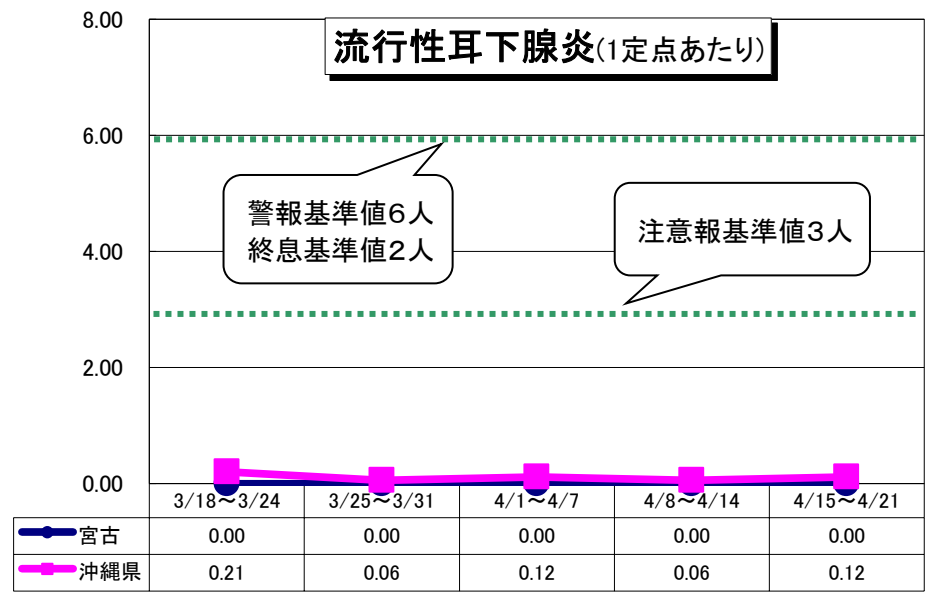 流行性耳下腺炎(1定点あたり)
8.00
6.00
警報基準値6人
終息基準値2人
注意報基準値3人
4.00
2.00
0.00
3/18～3/24 3/25～3/31 4/1～4/7 4/8～4/14 4/15～4/21
宮古 0.00 0.00 0.00 0.00 0.00
沖縄県 0.21 0.06 0.12 0.06 0.12